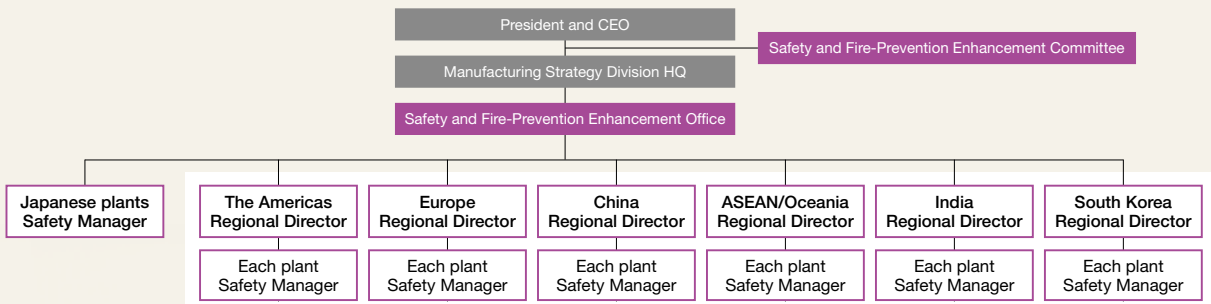 President and CEO
Safety and Fire-Prevention Enhancement Committee
Manufacturing Strategy Division HQ
Safety and Fire-Prevention Enhancement Office
Japanese plants
Safety Manager
The Americas
Regional Director
Europe
Regional Director
China
Regional Director
ASEAN/Oceania
Regional Director
India
Regional Director
South Korea
Regional Director
Each plant
Safety Manager
Each plant
Safety Manager
Each plant
Safety Manager
Each plant
Safety Manager
Each plant
Safety Manager
Each plant
Safety Manager